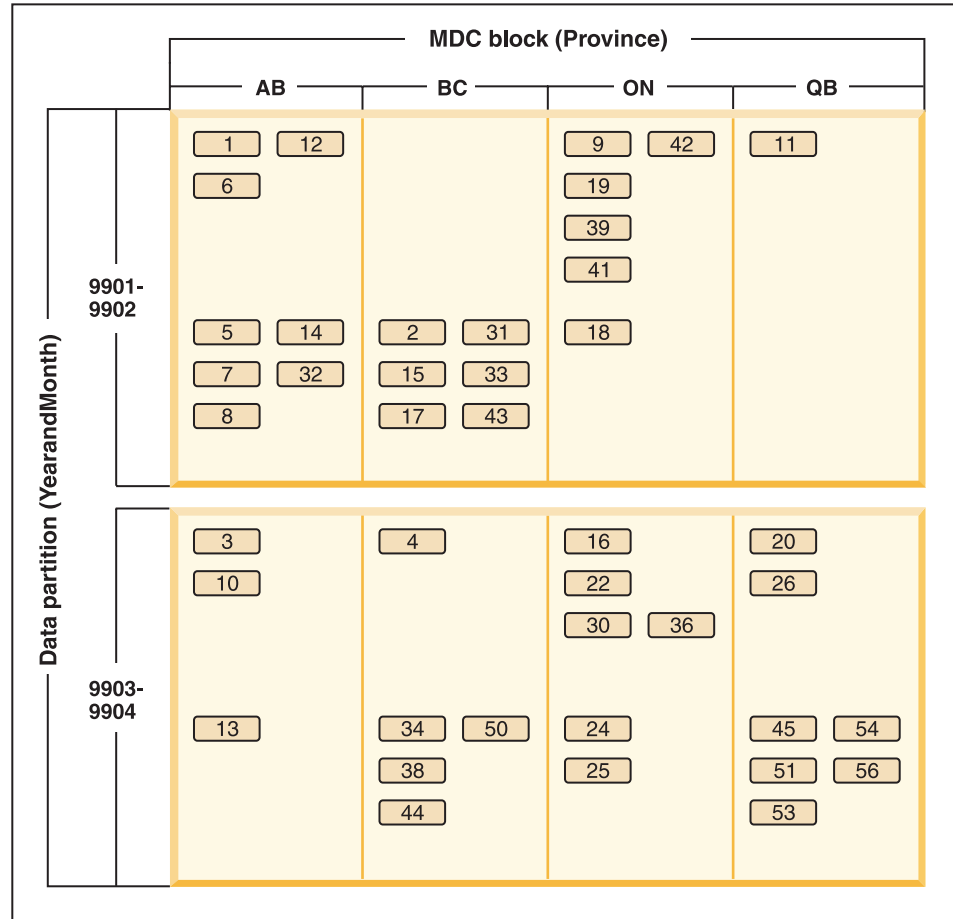 MDC block (Province)
AB BC ON QB
Data partition (YearandMonth)
9901-
9902
1 12 9 42 11
6 19
39
41
5 14 2 31 18
7 32 15 33
8 17 43
9903-
9904
3 4 16 20
10 22 26
30 36
13 34 50 24 45 54
38 25 51 56
44 53